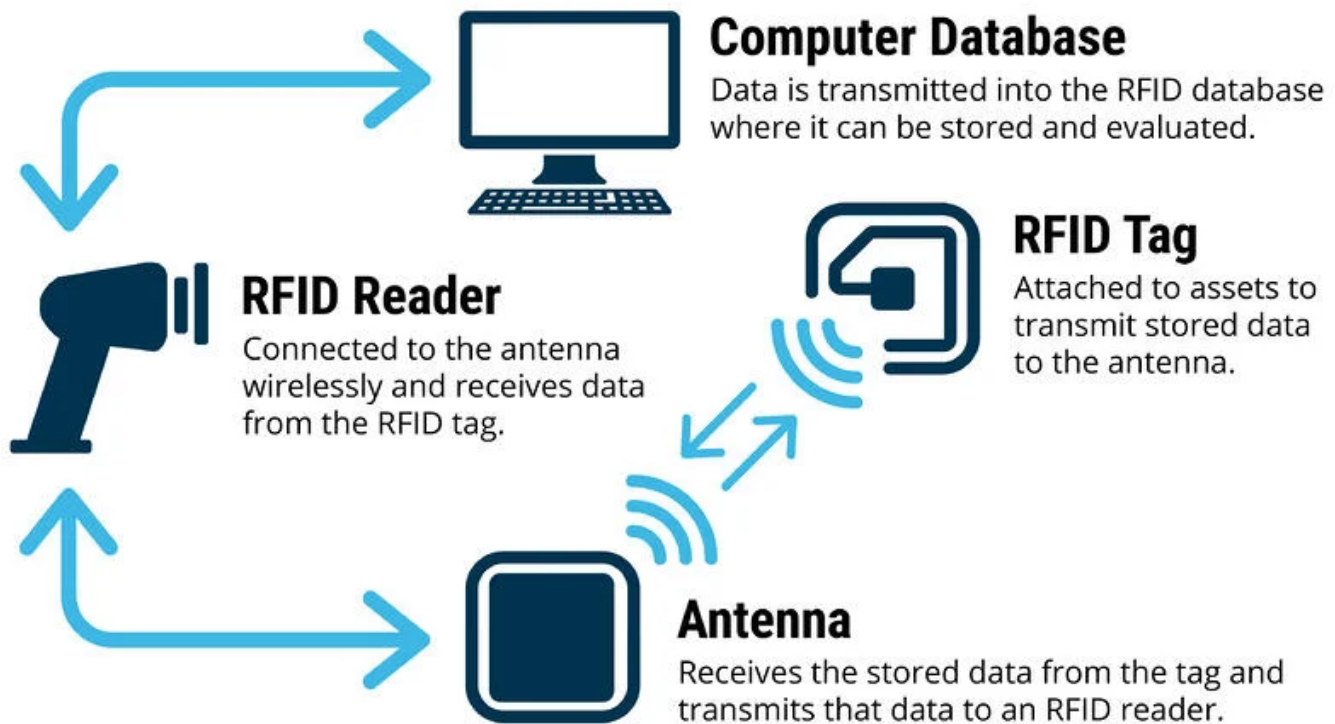 Computer Database
Data is transmitted into the RFID database
where it can be stored and evaluated.
RFID Tag
Attached to assets to
transmit stored data
to the antenna.
RFID Reader
Connected to the antenna
wirelessly and receives data
from the RFID tag.
Antenna
Receives the stored data from the tag and
transmits that data to an RFID reader.